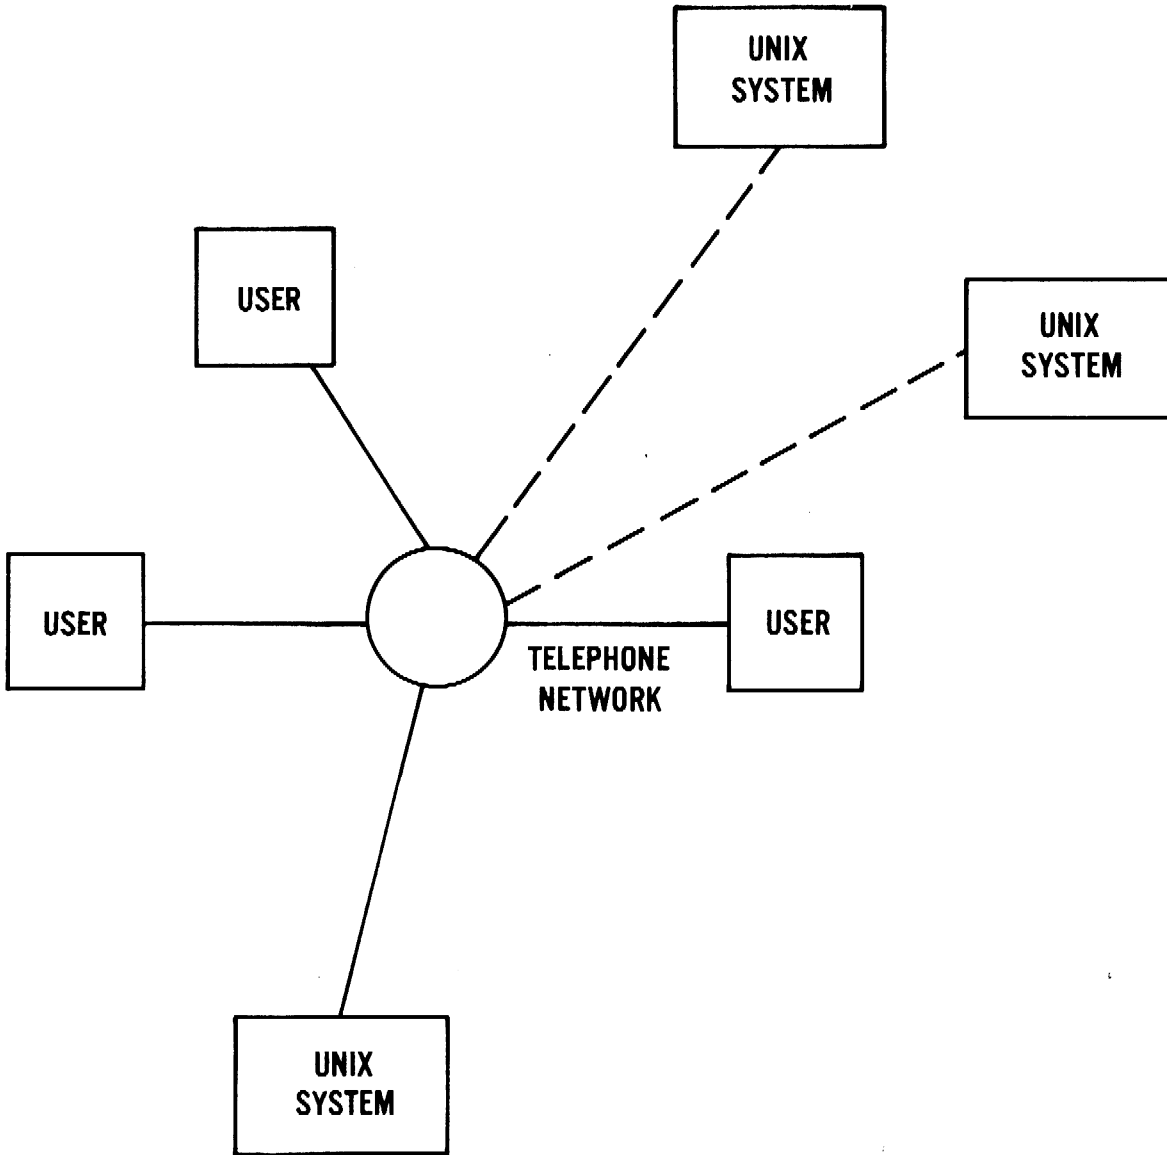 UNIX
SYSTEM
USER
UNIX
SYSTEM
USER
USER
TELEPHONE
NETWORK
UNIX
SYSTEM